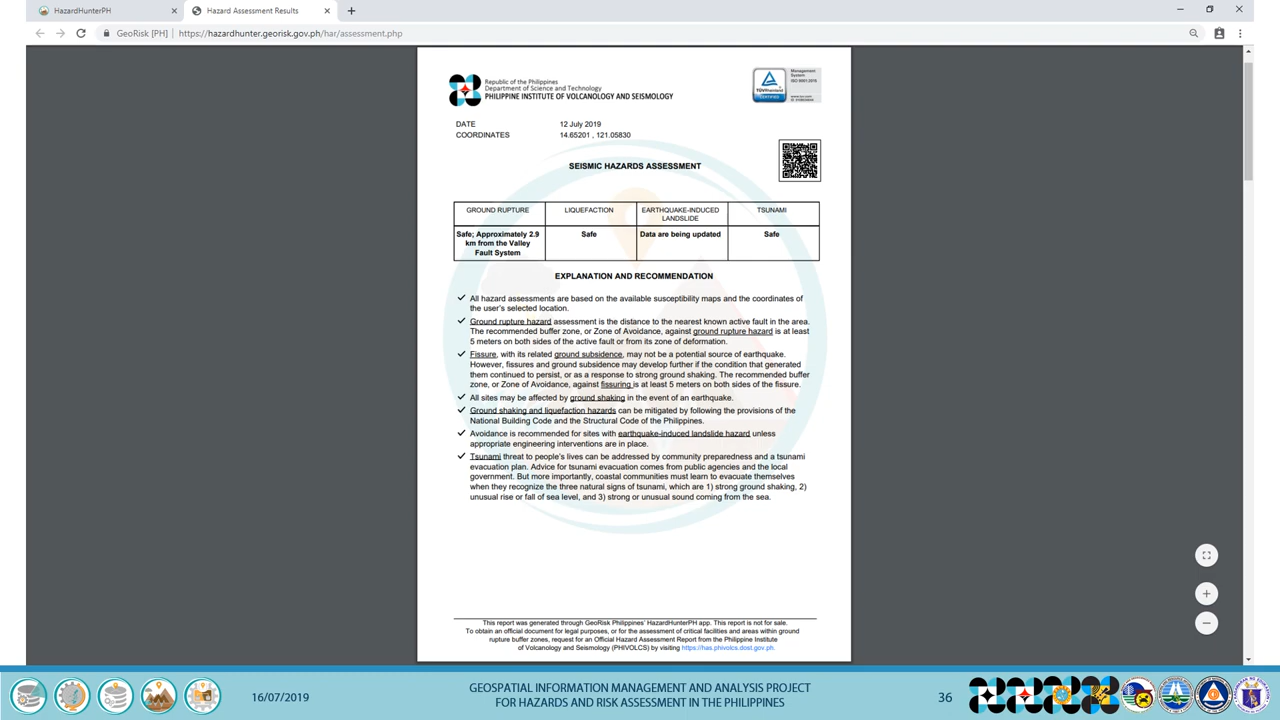 HazardHunterPH
Hazard Assessment Results
GeoRisk [PH]
https://hazardhunter.georisk.gov.ph/har/assessment.php
Republic of the Philippines
Department of Science and Technology
PHILIPPINE INSTITUTE OF VOLCANOLOGY AND SEISMOLOGY
Management
System
ISO 9001:2015
TÜVRheinland
CERTIFIED
DATE 12 July 2019
COORDINATES 14.65201 , 121.05830
SEISMIC HAZARDS ASSESSMENT
GROUND RUPTURE
LIQUEFACTION
EARTHQUAKE-INDUCED
LANDSLIDE
TSUNAMI
Safe; Approximately 2.9
km from the Valley
Fault System
Safe
Data are being updated
Safe
EXPLANATION AND RECOMMENDATION
✓ All hazard assessments are based on the available susceptibility maps and the coordinates of
the user's selected location.
✓ Ground rupture hazard assessment is the distance to the nearest known active fault in the area.
The recommended buffer zone, or Zone of Avoidance, against ground rupture hazard is at least
5 meters on both sides of the active fault or from its zone of deformation.
✓ Fissure, with its related ground subsidence, may not be a potential source of earthquake.
However, fissures and ground subsidence may develop further if the condition that generated
them continued to persist, or as a response to strong ground shaking. The recommended buffer
zone, or Zone of Avoidance, against fissuring is at least 5 meters on both sides of the fissure.
✓ All sites may be affected by ground shaking in the event of an earthquake.
✓ Ground shaking and liquefaction hazards can be mitigated by following the provisions of the
National Building Code and the Structural Code of the Philippines.
✓ Avoidance is recommended for sites with earthquake-induced landslide hazard unless
appropriate engineering interventions are in place.
✓ Tsunami threat to people's lives can be addressed by community preparedness and a tsunami
evacuation plan. Advice for tsunami evacuation comes from public agencies and the local
government. But more importantly, coastal communities must learn to evacuate themselves
when they recognize the three natural signs of tsunami, which are 1) strong ground shaking, 2)
unusual rise or fall of sea level, and 3) strong or unusual sound coming from the sea.
This report was generated through GeoRisk Philippines' HazardHunterPH app. This report is not for sale.
To obtain an official document for legal purposes, or for the assessment of critical facilities and areas within ground
rupture buffer zones, request for an Official Hazard Assessment Report from the Philippine Institute
of Volcanology and Seismology (PHIVOLCS) by visiting https://has.phivolcs.dost.gov.ph.
16/07/2019
GEOSPATIAL INFORMATION MANAGEMENT AND ANALYSIS PROJECT
FOR HAZARDS AND RISK ASSESSMENT IN THE PHILIPPINES
36